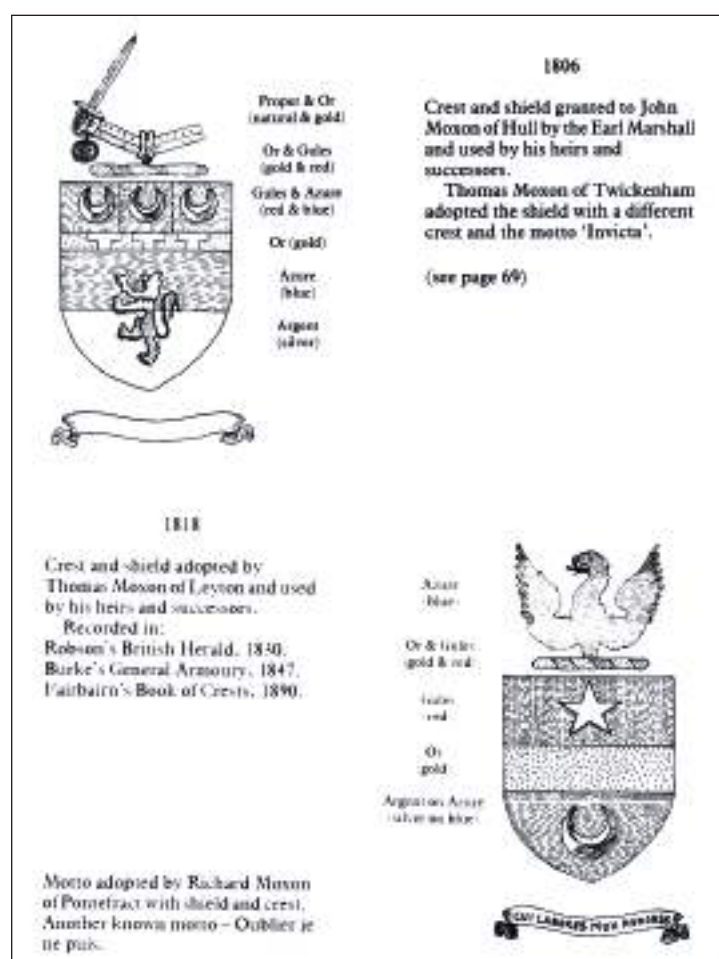 Proper & Or
(natural & gold)
Or & Gules
(gold & red)
Gules & Azure
(red & blue)
Or (gold)
Azure
(blue)
Argent
(silver)
1806
Crest and shield granted to John
Moxon of Hull by the Earl Marshall
and used by his heirs and
successors.
Thomas Moxon of Twickenham
adopted the shield with a different
crest and the motto 'Invicta'.
(see page 69)
1818
Crest and shield adopted by
Thomas Moxon of Leyton and used
by his heirs and successors.
Recorded in:
Robson's British Herald, 1830.
Burke's General Armoury, 1847.
Fairbairn's Book of Crests, 1890.
Azure
blue
Or & Gules
gold & red
Gules
red
Or
gold
Argent on Azure
silver on blue
Motto adopted by Richard Moxon
of Pontefract with shield and crest.
Another known motto – Oublier je
ne puis.